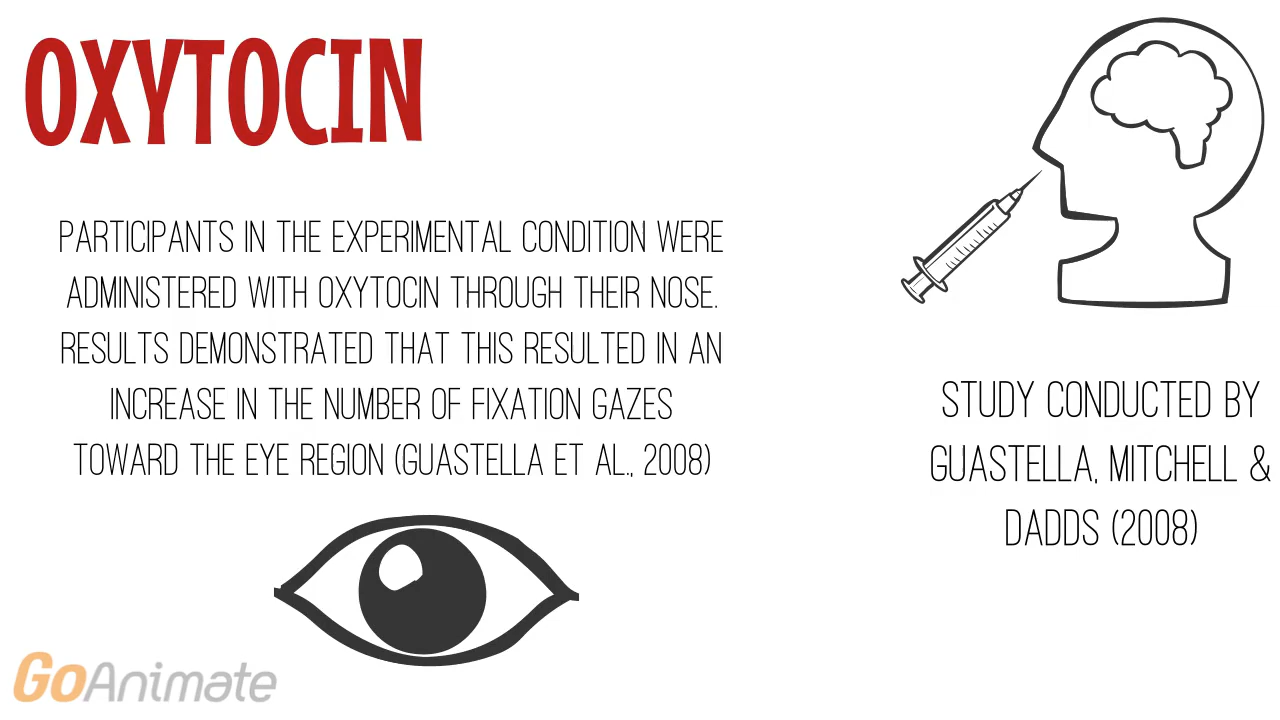 OXYTOCIN
PARTICIPANTS IN THE EXPERIMENTAL CONDITION WERE
ADMINISTERED WITH OXYTOCIN THROUGH THEIR NOSE.
RESULTS DEMONSTRATED THAT THIS RESULTED IN AN
INCREASE IN THE NUMBER OF FIXATION GAZES
TOWARD THE EYE REGION (GUASTELLA ET AL., 2008)
STUDY CONDUCTED BY
GUASTELLA, MITCHELL &
DADDS (2008)
GoAnimate